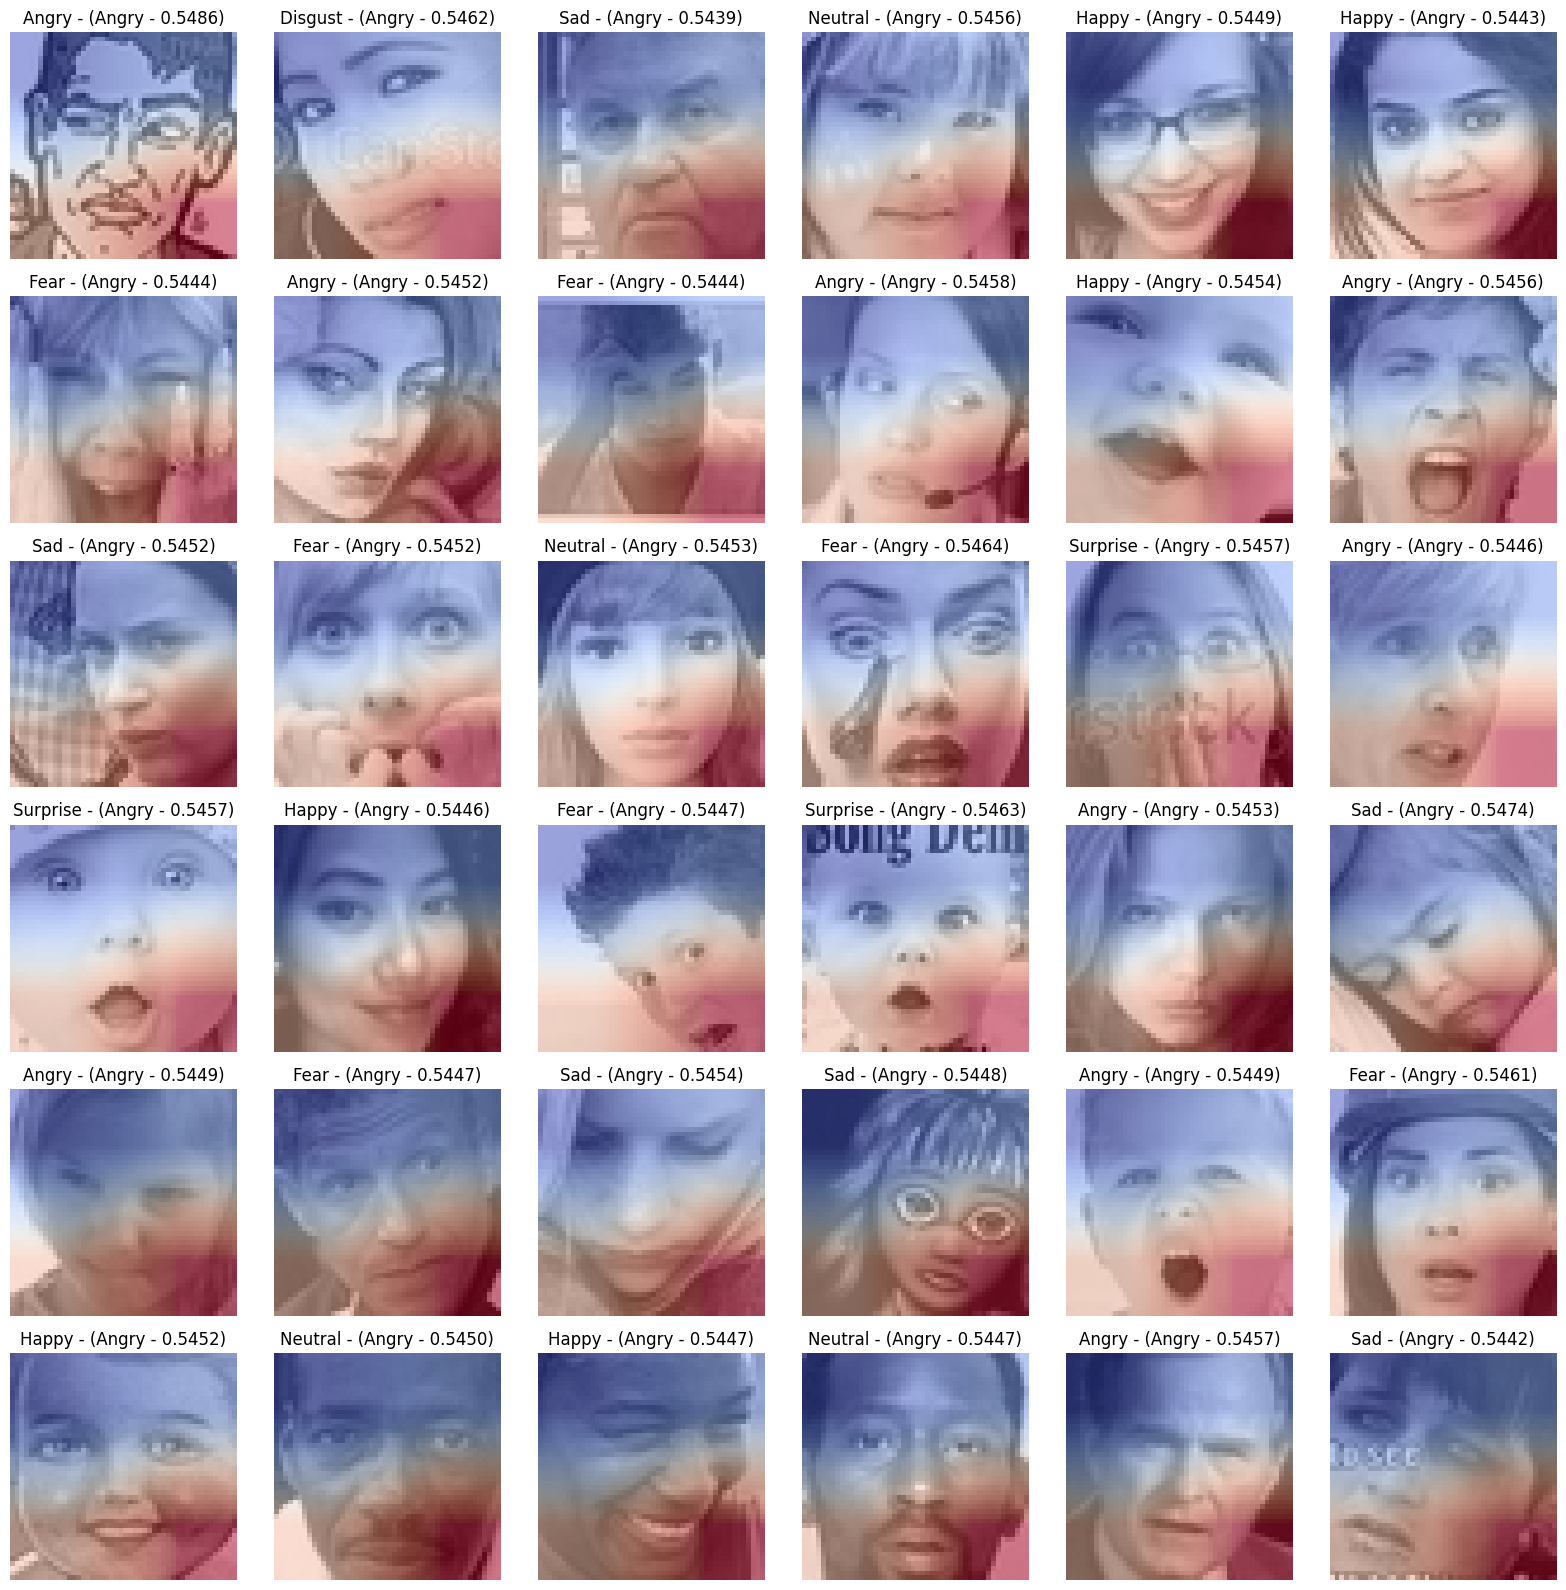 Angry - (Angry - 0.5486) Disgust - (Angry - 0.5462) Sad - (Angry - 0.5439) Neutral - (Angry - 0.5456) Happy - (Angry - 0.5449) Happy - (Angry - 0.5443)
Fear - (Angry - 0.5444) Angry - (Angry - 0.5452) Fear - (Angry - 0.5444) Angry - (Angry - 0.5458) Happy - (Angry - 0.5454) Angry - (Angry - 0.5456)
Sad - (Angry - 0.5452) Fear - (Angry - 0.5452) Neutral - (Angry - 0.5453) Fear - (Angry - 0.5464) Surprise - (Angry - 0.5457) Angry - (Angry - 0.5446)
Surprise - (Angry - 0.5457) Happy - (Angry - 0.5446) Fear - (Angry - 0.5447) Surprise - (Angry - 0.5463) Angry - (Angry - 0.5453) Sad - (Angry - 0.5474)
Angry - (Angry - 0.5449) Fear - (Angry - 0.5447) Sad - (Angry - 0.5454) Sad - (Angry - 0.5448) Angry - (Angry - 0.5449) Fear - (Angry - 0.5461)
Happy - (Angry - 0.5452) Neutral - (Angry - 0.5450) Happy - (Angry - 0.5447) Neutral - (Angry - 0.5447) Angry - (Angry - 0.5457) Sad - (Angry - 0.5442)